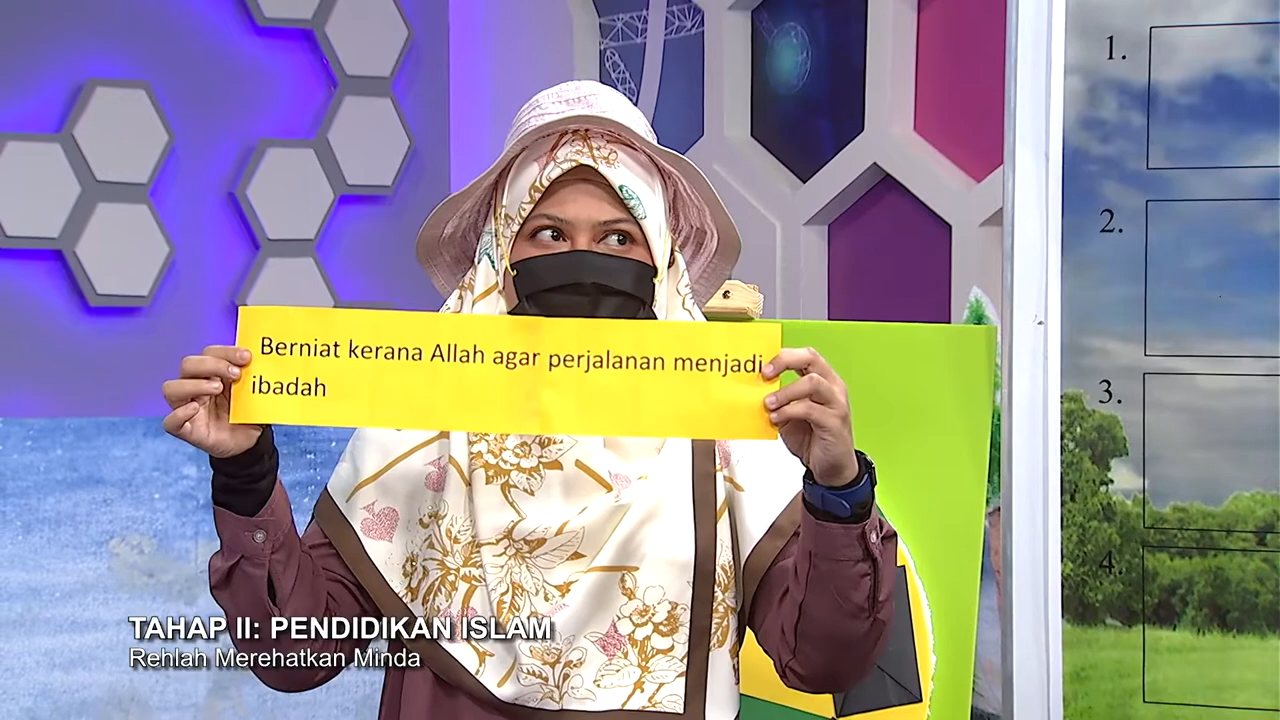 Berniat kerana Allah agar perjalanan menjadi
ibadah
1.
2.
3.
4.
TAHAP II: PENDIDIKAN ISLAM
Rehlah Merehatkan Minda